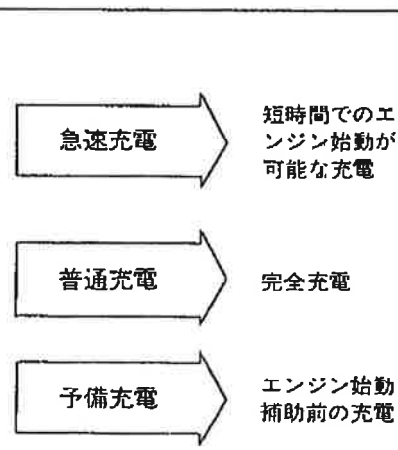 急速充電
短時間でのエ
ンジン始動が
可能な充電
普通充電
完全充電
予備充電
エンジン始動
補助前の充電